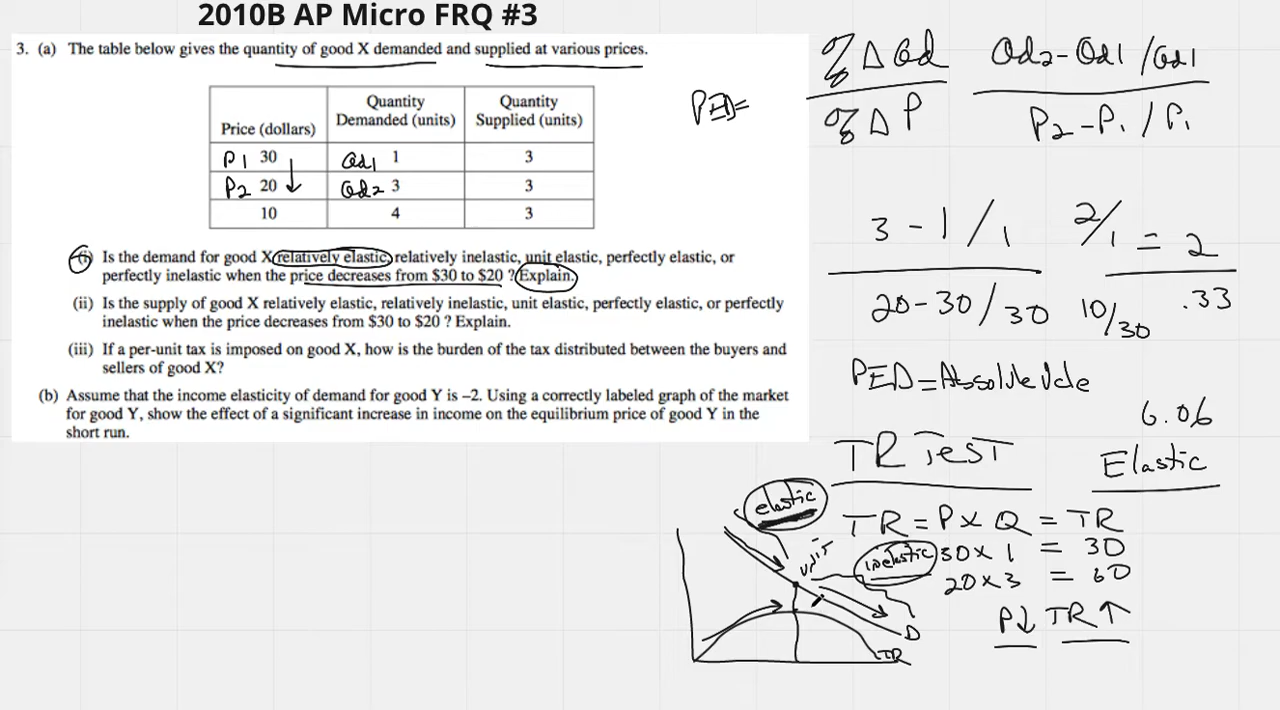 2010B AP Micro FRQ #3
3. (a) The table below gives the quantity of good X demanded and supplied at various prices.
Price (dollars) Quantity Demanded (units) Quantity Supplied (units)
P1 30 Qd1 1 3
P2 20 Qd2 3 3
10 4 3
(i) Is the demand for good X relatively elastic, relatively inelastic, unit elastic, perfectly elastic, or
perfectly inelastic when the price decreases from $30 to $20 ? Explain.
(ii) Is the supply of good X relatively elastic, relatively inelastic, unit elastic, perfectly elastic, or perfectly
inelastic when the price decreases from $30 to $20 ? Explain.
(iii) If a per-unit tax is imposed on good X, how is the burden of the tax distributed between the buyers and
sellers of good X?
(b) Assume that the income elasticity of demand for good Y is –2. Using a correctly labeled graph of the market
for good Y, show the effect of a significant increase in income on the equilibrium price of good Y in the
short run.
PED=
% Δ Qd
% Δ P
Qd2-Qd1 /Qd1
P2-P1 / P1
3 - 1 / 1
20-30 / 30
2/1 = 2
10/30 .33
PED=Absolute Value
6.06
Elastic
TR Test
TR = P x Q = TR
30 x 1 = 30
20 x 3 = 60
P↓ TR↑
elastic
unit
inelastic
D
TR